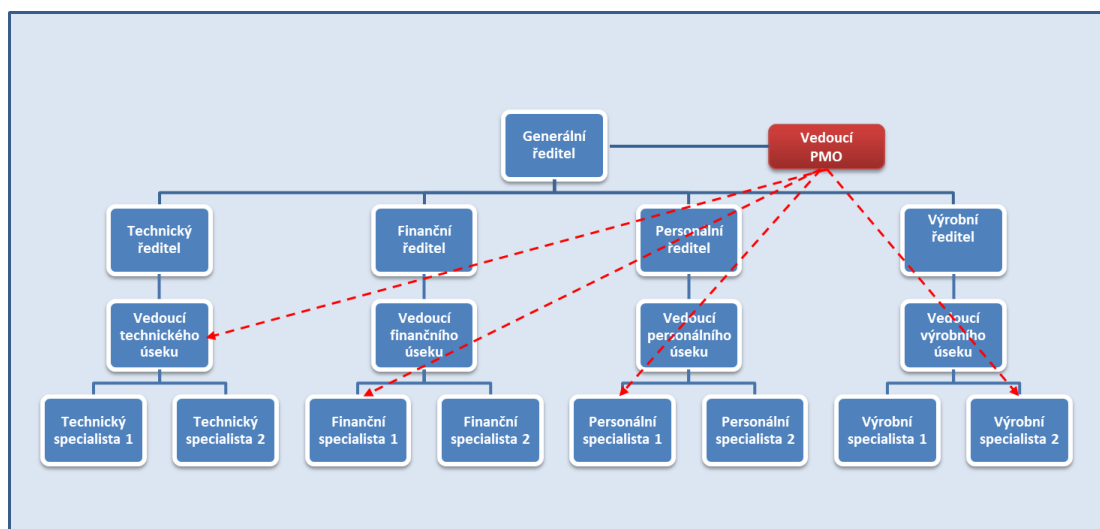 Generální
ředitel
Vedoucí
PMO
Technický
ředitel
Finanční
ředitel
Personální
ředitel
Výrobní
ředitel
Vedoucí
technického
úseku
Vedoucí
finančního
úseku
Vedoucí
personálního
úseku
Vedoucí
výrobního
úseku
Technický
specialista 1
Technický
specialista 2
Finanční
specialista 1
Finanční
specialista 2
Personální
specialista 1
Personální
specialista 2
Výrobní
specialista 1
Výrobní
specialista 2